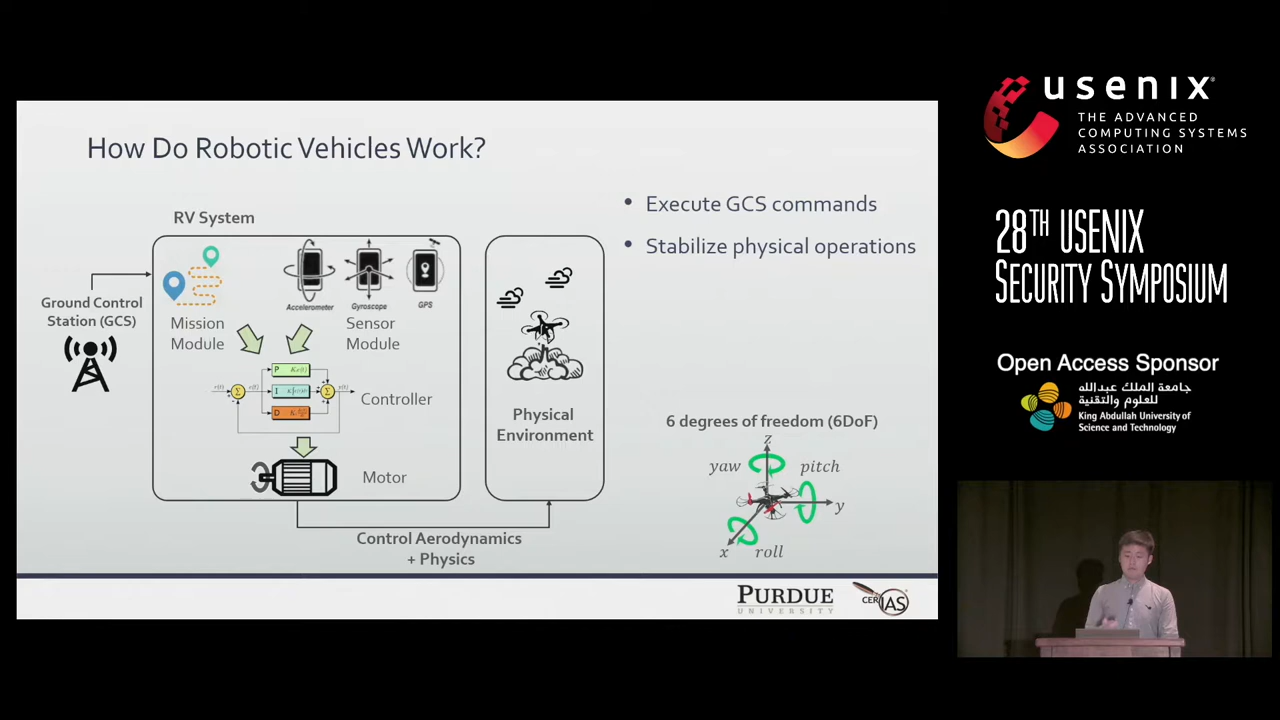 How Do Robotic Vehicles Work?
RV System
Accelerometer
Gyroscope
GPS
Mission
Module
Sensor
Module
Ground Control
Station (GCS)
P
I
D
Σ
Σ
Controller
Motor
Physical
Environment
Control Aerodynamics
+ Physics
• Execute GCS commands
• Stabilize physical operations
6 degrees of freedom (6DoF)
z
yaw
pitch
y
x
roll
PURDUE
UNIVERSITY
CERIAS
usenix
THE ADVANCED
COMPUTING SYSTEMS
ASSOCIATION
28TH USENIX
SECURITY SYMPOSIUM
Open Access Sponsor
جامعة الملك عبدالله
للعلوم والتقنية
King Abdullah University of
Science and Technology